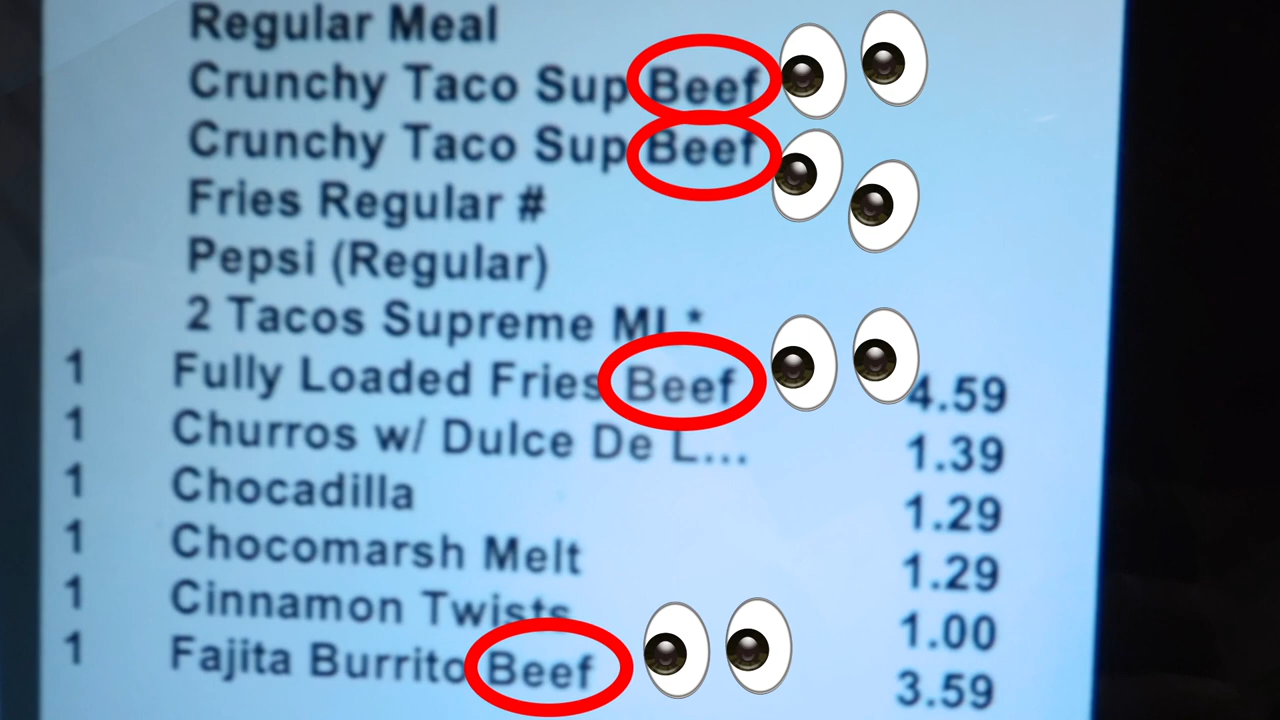 Regular Meal
Crunchy Taco Sup Beef
Crunchy Taco Sup Beef
Fries Regular #
Pepsi (Regular)
2 Tacos Supreme ML *
1 Fully Loaded Fries Beef 4.59
1 Churros w/ Dulce De L... 1.39
1 Chocadilla 1.29
1 Chocomarsh Melt 1.29
1 Cinnamon Twists 1.00
1 Fajita Burrito Beef 3.59